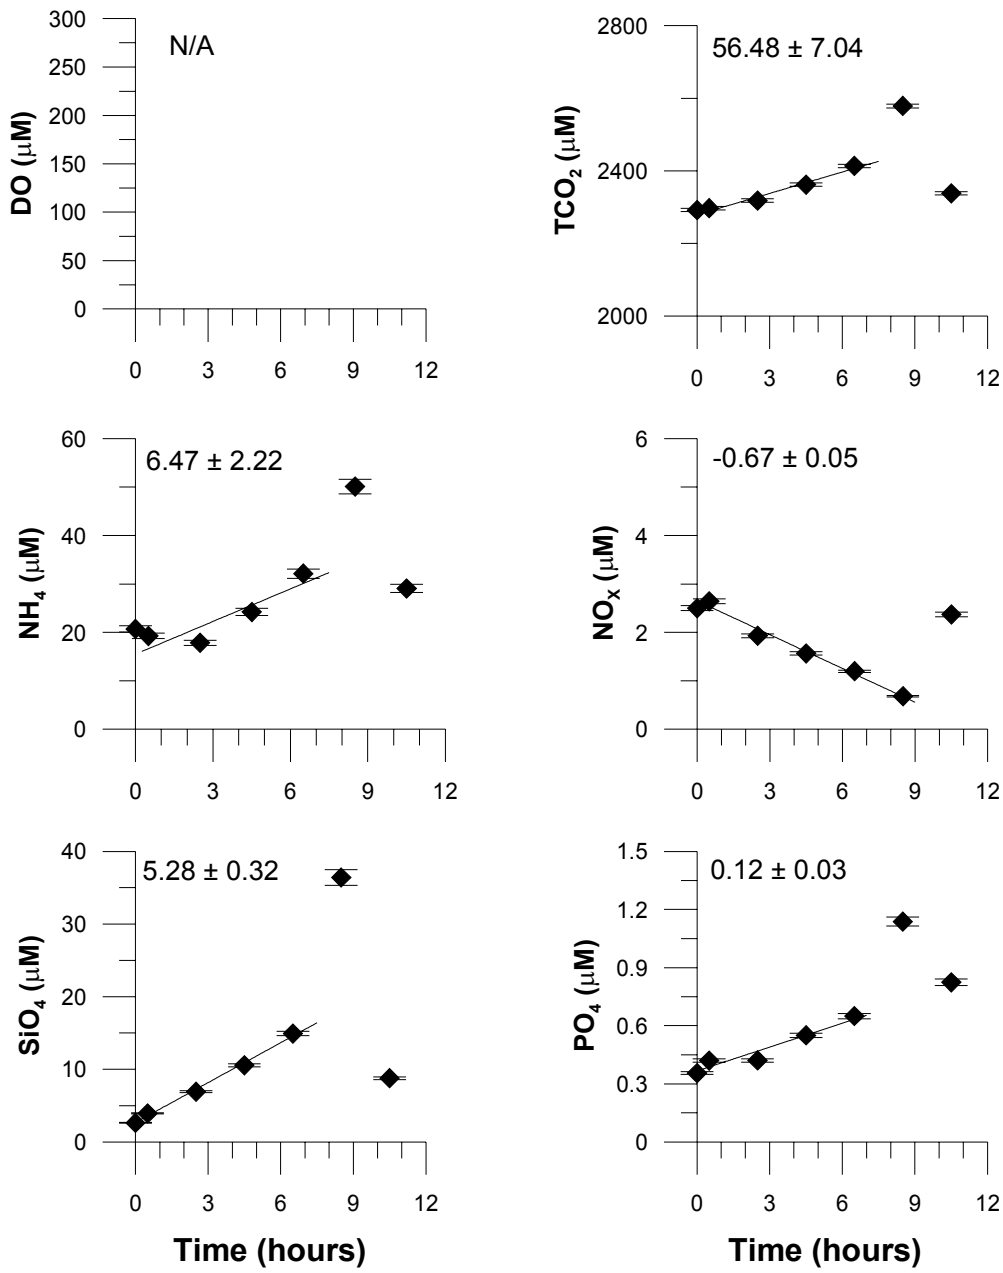 300
250
200
150
100
50
0
DO (μM)
N/A
0 3 6 9 12
2800
2400
2000
TCO2 (μM)
56.48 ± 7.04
0 3 6 9 12
60
40
20
0
NH4 (μM)
6.47 ± 2.22
0 3 6 9 12
6
4
2
0
NOX (μM)
-0.67 ± 0.05
0 3 6 9 12
40
30
20
10
0
SiO4 (μM)
5.28 ± 0.32
0 3 6 9 12
Time (hours)
1.5
1.2
0.9
0.6
0.3
0
PO4 (μM)
0.12 ± 0.03
0 3 6 9 12
Time (hours)